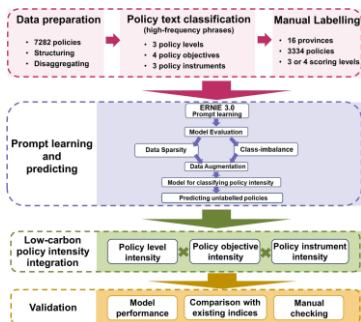 Data preparation
• 7282 policies
• Structuring
• Disaggregating
Policy text classification
(high-frequency phrases)
• 3 policy levels
• 4 policy objectives
• 3 policy instruments
Manual Labelling
• 16 provinces
• 3334 policies
• 3 or 4 scoring levels
Prompt learning
and
predicting
ERNIE 3.0
Prompt learning
Model Evaluation
Data Sparsity
Class-imbalance
Data Augmentation
Model for classifying policy intensity
Predicting unlabelled policies
Low-carbon
policy intensity
integration
Policy level
intensity
Policy objective
intensity
Policy instrument
intensity
Validation
Model
performance
Comparison with
existing indices
Manual
checking